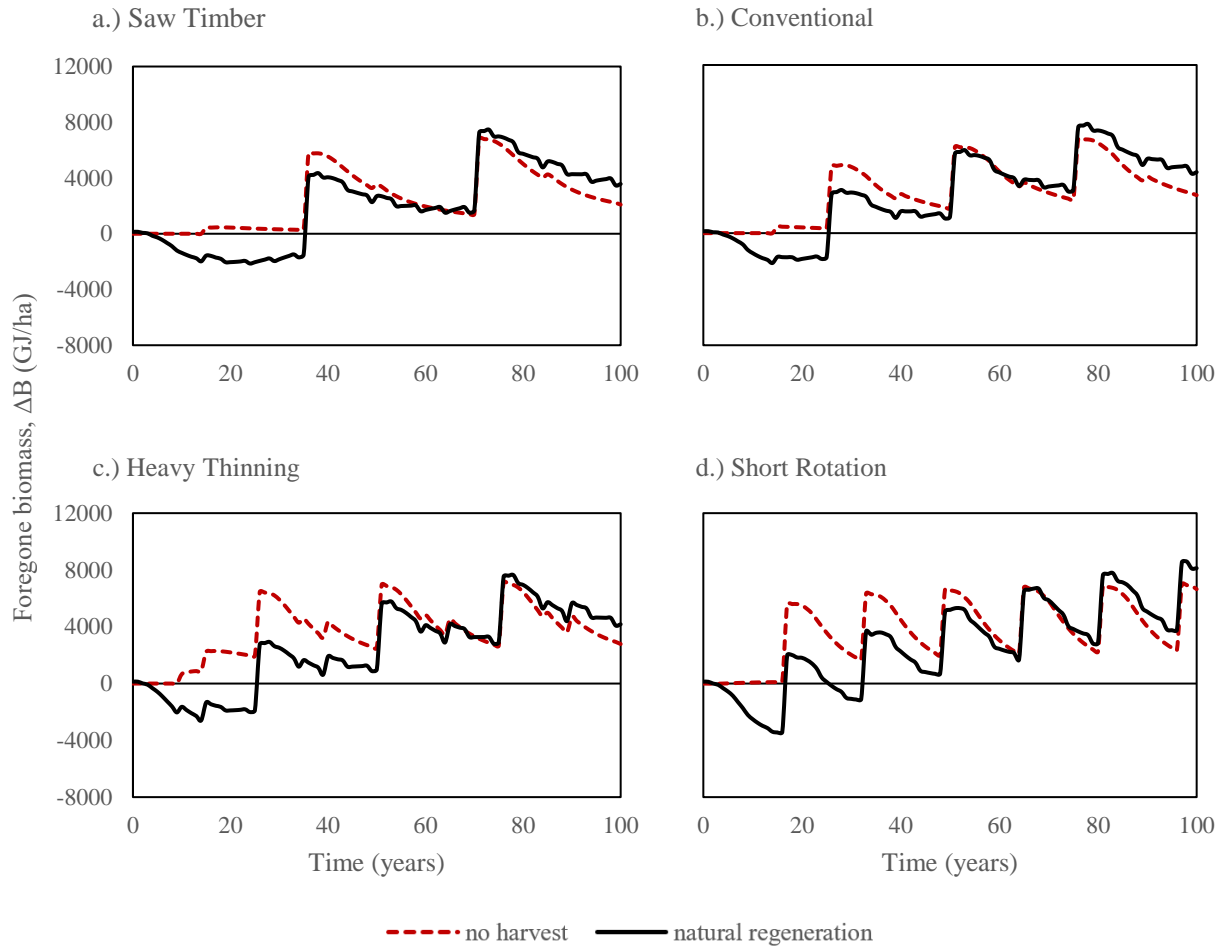 a.) Saw Timber
b.) Conventional
12000
8000
4000
0
-4000
-8000
0 20 40 60 80 100
0 20 40 60 80 100
Foregone biomass, ΔB (GJ/ha)
c.) Heavy Thinning
d.) Short Rotation
12000
8000
4000
0
-4000
-8000
0 20 40 60 80 100
0 20 40 60 80 100
Time (years)
Time (years)
no harvest
natural regeneration